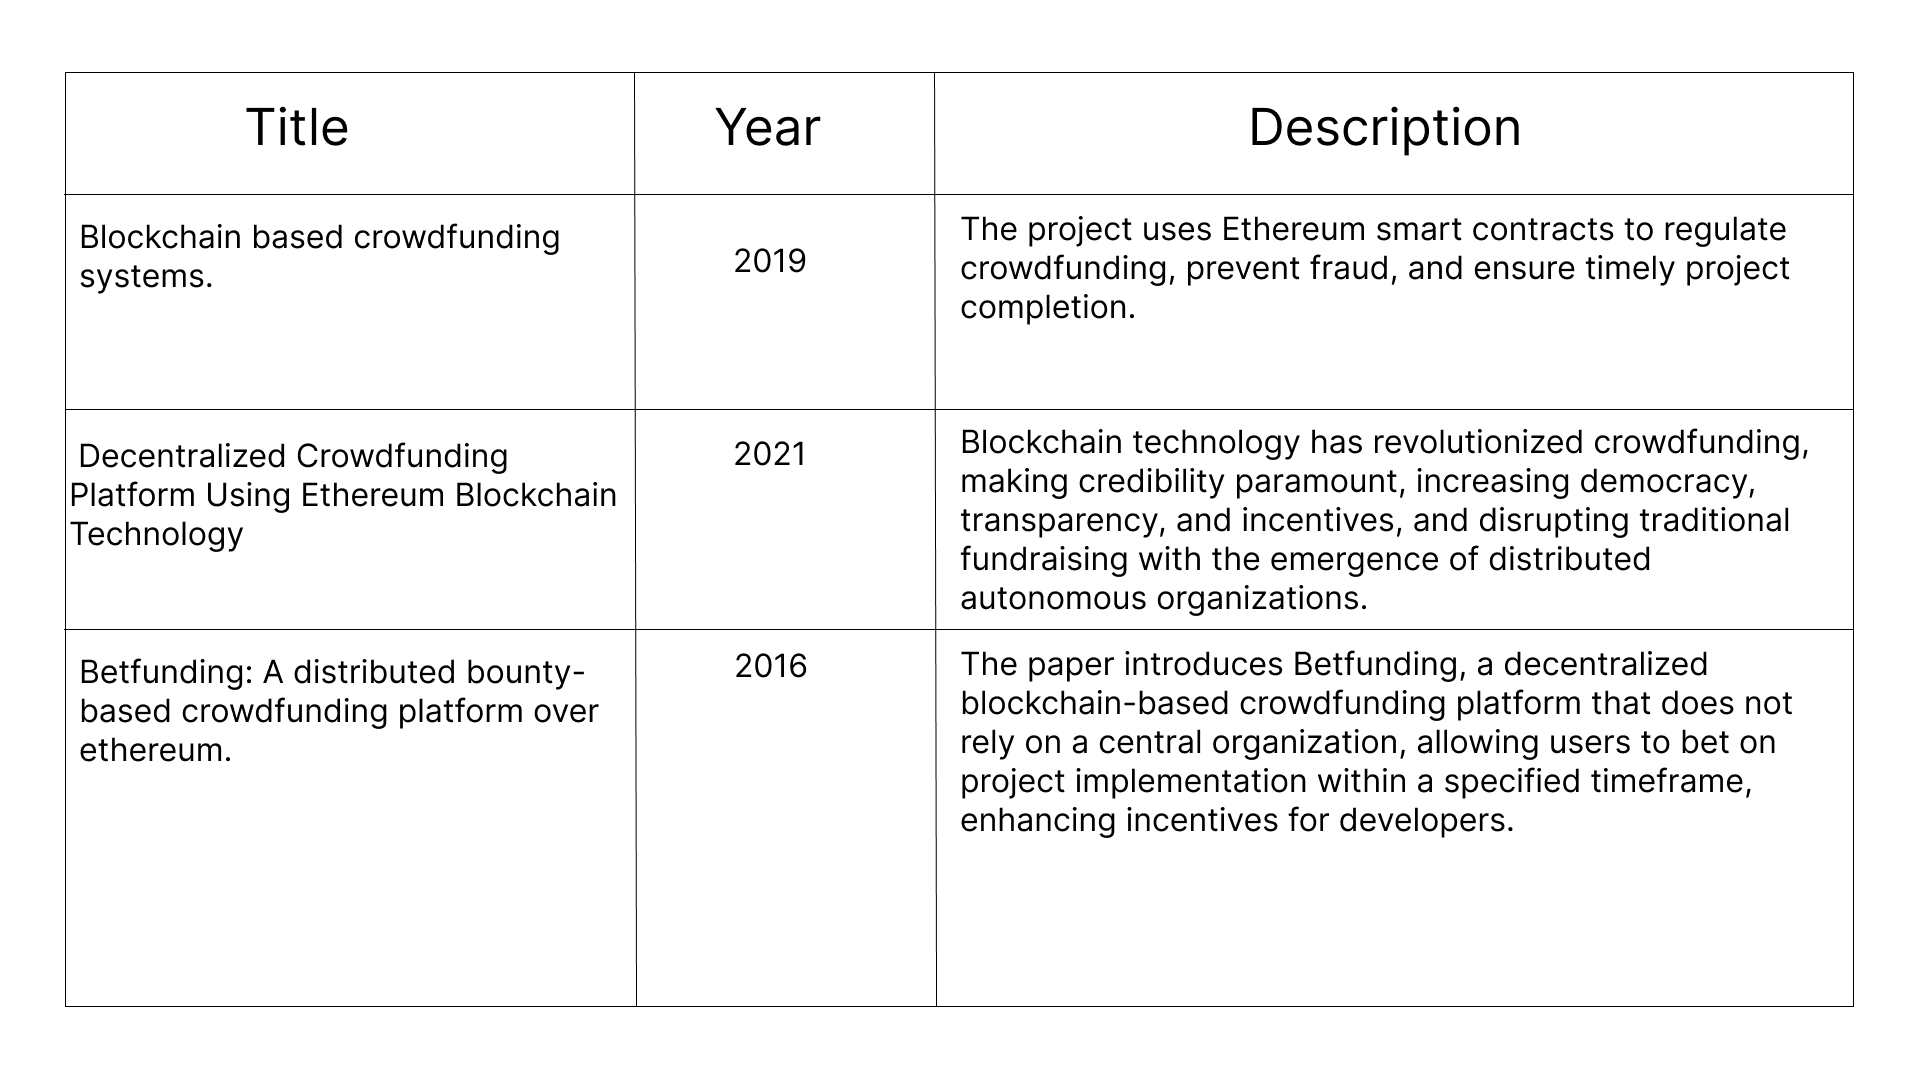 Title
Year
Description
Blockchain based crowdfunding
systems.
2019
The project uses Ethereum smart contracts to regulate
crowdfunding, prevent fraud, and ensure timely project
completion.
Decentralized Crowdfunding
Platform Using Ethereum Blockchain
Technology
2021
Blockchain technology has revolutionized crowdfunding,
making credibility paramount, increasing democracy,
transparency, and incentives, and disrupting traditional
fundraising with the emergence of distributed
autonomous organizations.
Betfunding: A distributed bounty-
based crowdfunding platform over
ethereum.
2016
The paper introduces Betfunding, a decentralized
blockchain-based crowdfunding platform that does not
rely on a central organization, allowing users to bet on
project implementation within a specified timeframe,
enhancing incentives for developers.